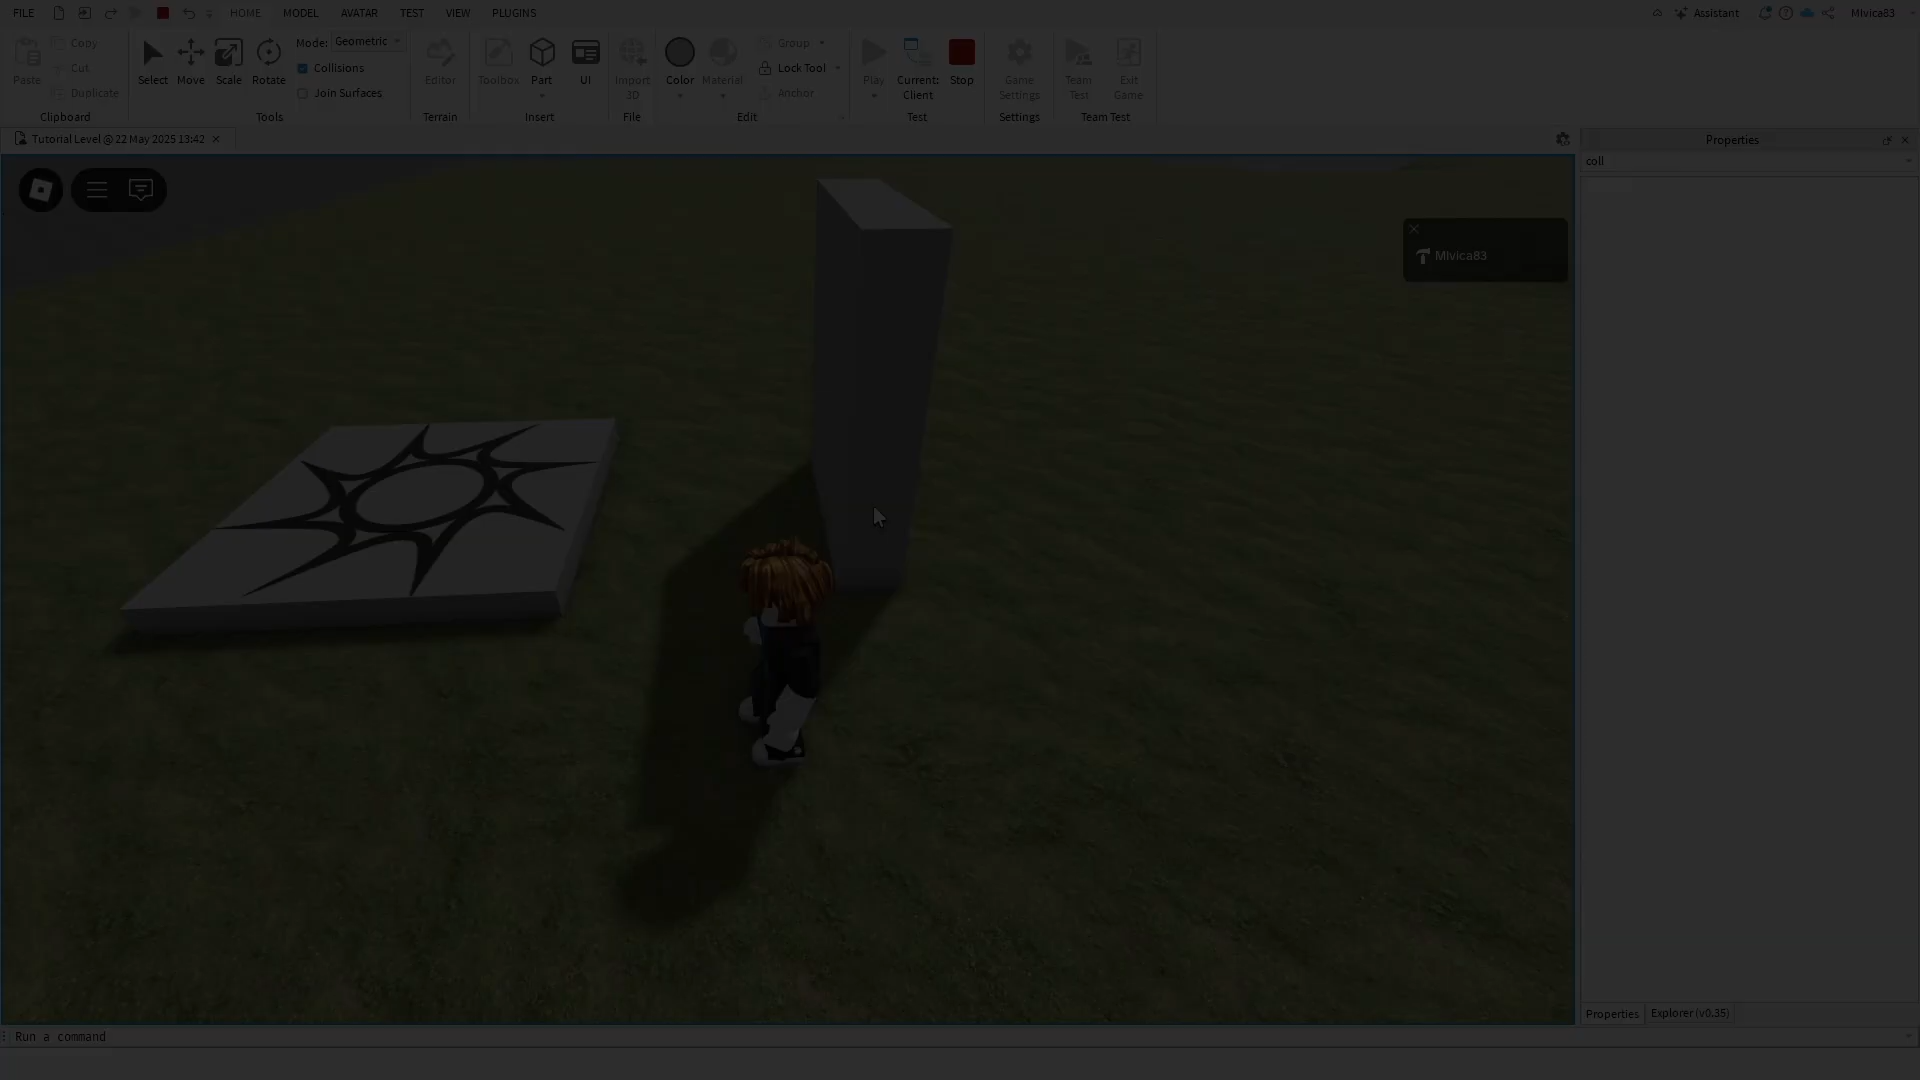 FILE HOME MODEL AVATAR TEST VIEW PLUGINS Assistant MIvica83
Paste Copy Cut Duplicate Clipboard
Select Move Scale Rotate Mode: Geometric Collisions Join Surfaces Tools
Editor Terrain
Toolbox Part UI Insert
Import 3D File
Color Material Group Lock Tool Anchor Edit
Play Current: Client Stop Test
Game Settings Settings
Team Test Exit Game Team Test
Tutorial Level @ 22 May 2025 13:42
Properties
coll
MIvica83
Properties Explorer (v0.35)
Run a command